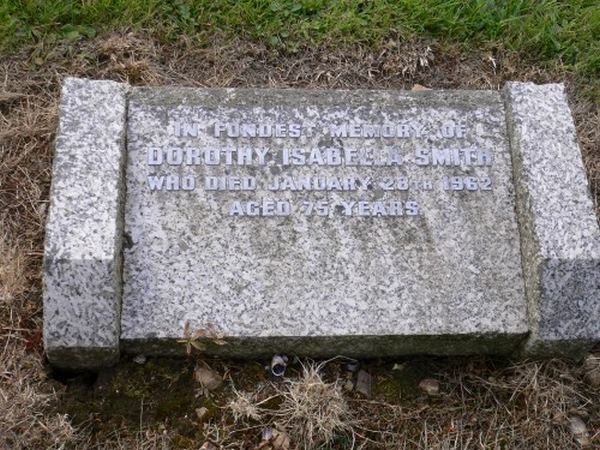 IN FONDEST MEMORY OF
DOROTHY ISABELLA SMITH
WHO DIED JANUARY 28TH 1962
AGED 75 YEARS